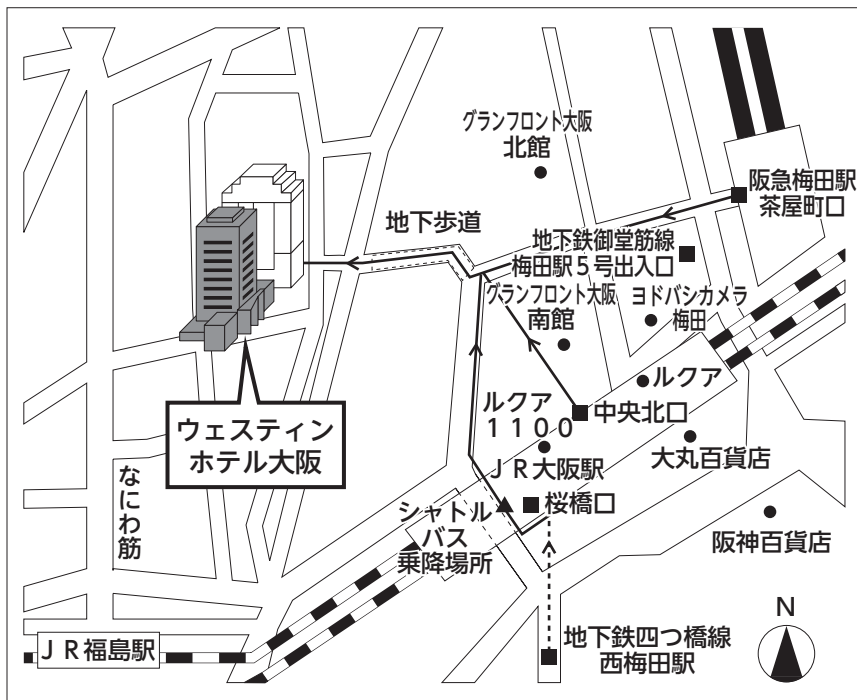 グランフロント大阪
北館
阪急梅田駅
茶屋町口
地下歩道
地下鉄御堂筋線
梅田駅５号出入口
グランフロント大阪
南館
ヨドバシカメラ
梅田
ルクア
中央北口
ルクア
１１００
ウェスティン
ホテル大阪
ＪＲ大阪駅
大丸百貨店
なにわ筋
桜橋口
シャトル
バス
乗降場所
阪神百貨店
N
ＪＲ福島駅
地下鉄四つ橋線
西梅田駅